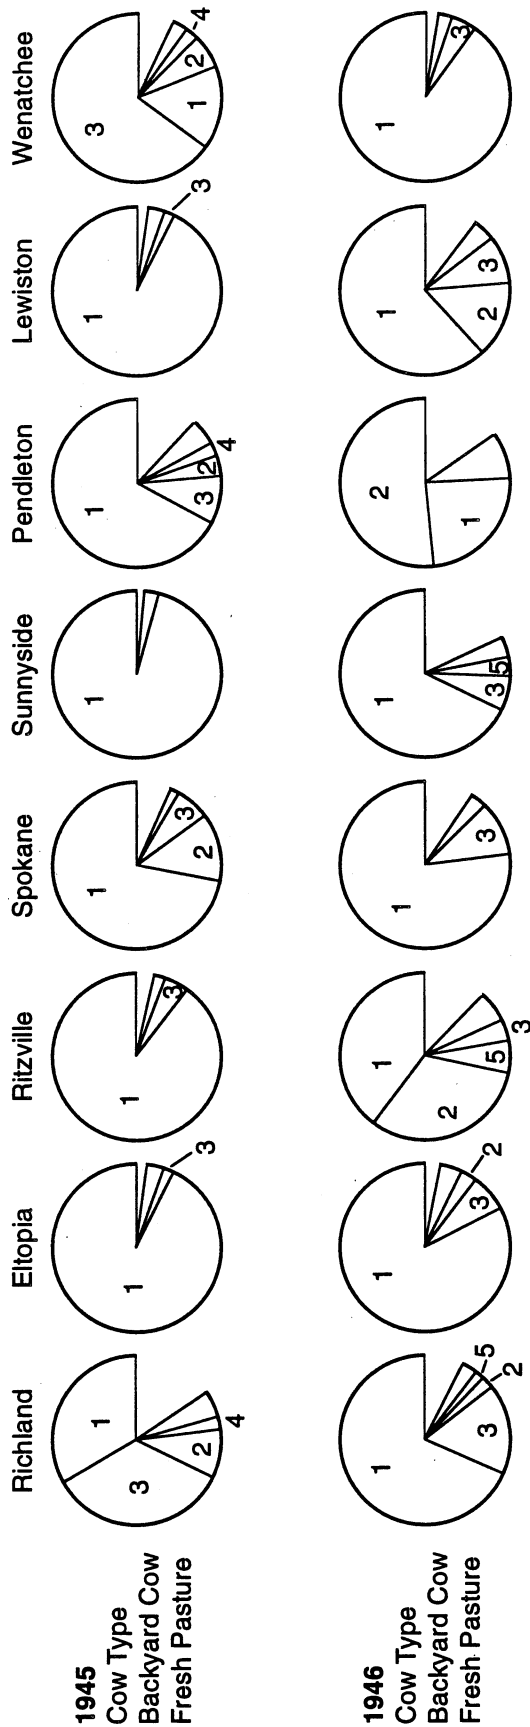 Richland Eltopia Ritzville Spokane Sunnyside Pendleton Lewiston Wenatchee
1945
Cow Type
Backyard Cow
Fresh Pasture
1 3 2 4
1 3
1 3
1 2 3
1
1 3 2 4
1 3
3 1 2 4
1946
Cow Type
Backyard Cow
Fresh Pasture
1 3 2 5
1 3 2
1 2 5 3
1 3
1 3 5
2 1
1 2 3
1 3